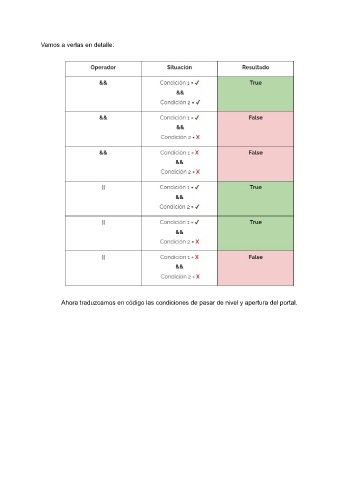 Vamos a verlas en detalle:
Operador Situación Resultado
&& Condición 1 = ✓ True
&&
Condición 2 = ✓
&& Condición 1 = ✓ False
&&
Condición 2 = X
&& Condición 1 = X False
&&
Condición 2 = X
|| Condición 1 = ✓ True
&&
Condición 2 = ✓
|| Condición 1 = ✓ True
&&
Condición 2 = X
|| Condición 1 = X False
&&
Condición 2 = X
Ahora traduzcamos en código las condiciones de pasar de nivel y apertura del portal.